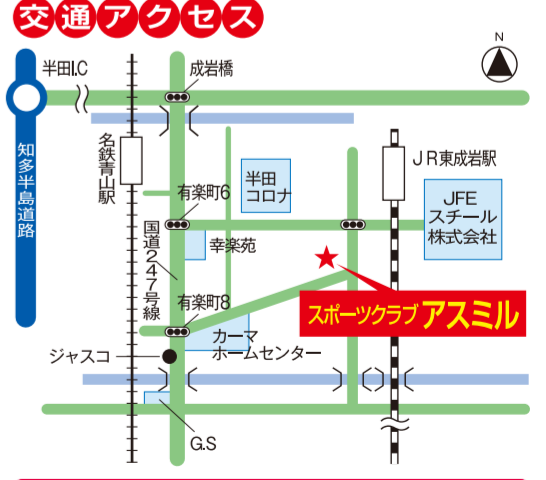 交通アクセス
N
半田I.C
成岩橋
知多半島道路
名鉄青山駅
JR東成岩駅
半田
コロナ
有楽町6
JFE
スチール
株式会社
国道247号線
幸楽苑
有楽町8
スポーツクラブ アスミル
カーマ
ホームセンター
ジャスコ
G.S